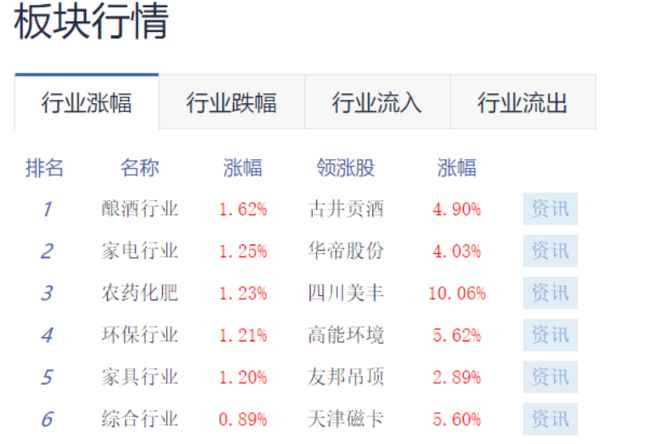 板块行情
行业涨幅 行业跌幅 行业流入 行业流出
排名 名称 涨幅 领涨股 涨幅
1 酿酒行业 1.62% 古井贡酒 4.90% 资讯
2 家电行业 1.25% 华帝股份 4.03% 资讯
3 农药化肥 1.23% 四川美丰 10.06% 资讯
4 环保行业 1.21% 高能环境 5.62% 资讯
5 家具行业 1.20% 友邦吊顶 2.89% 资讯
6 综合行业 0.89% 天津磁卡 5.60% 资讯